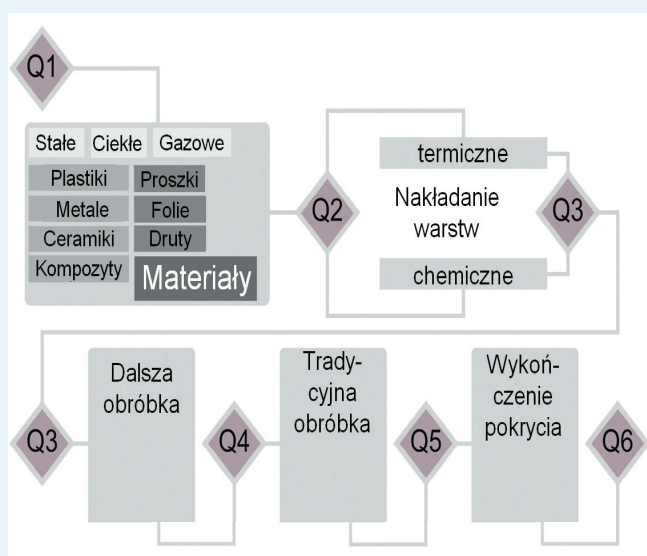 Q1
Stałe Ciekłe Gazowe
Plastiki Proszki
Metale Folie
Ceramiki Druty
Kompozyty Materiały
Q2
termiczne
Nakładanie
warstw
chemiczne
Q3
Q3
Dalsza
obróbka
Q4
Trady-
cyjna
obróbka
Q5
Wykoń-
czenie
pokrycia
Q6